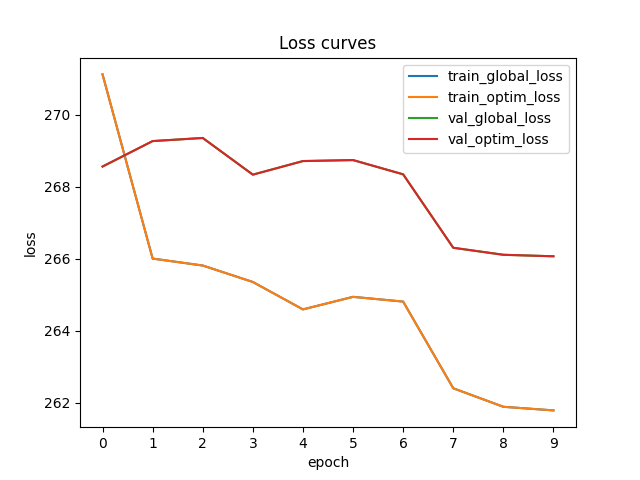 Loss curves
train_global_loss
train_optim_loss
val_global_loss
val_optim_loss
270
268
266
264
262
loss
0 1 2 3 4 5 6 7 8 9
epoch